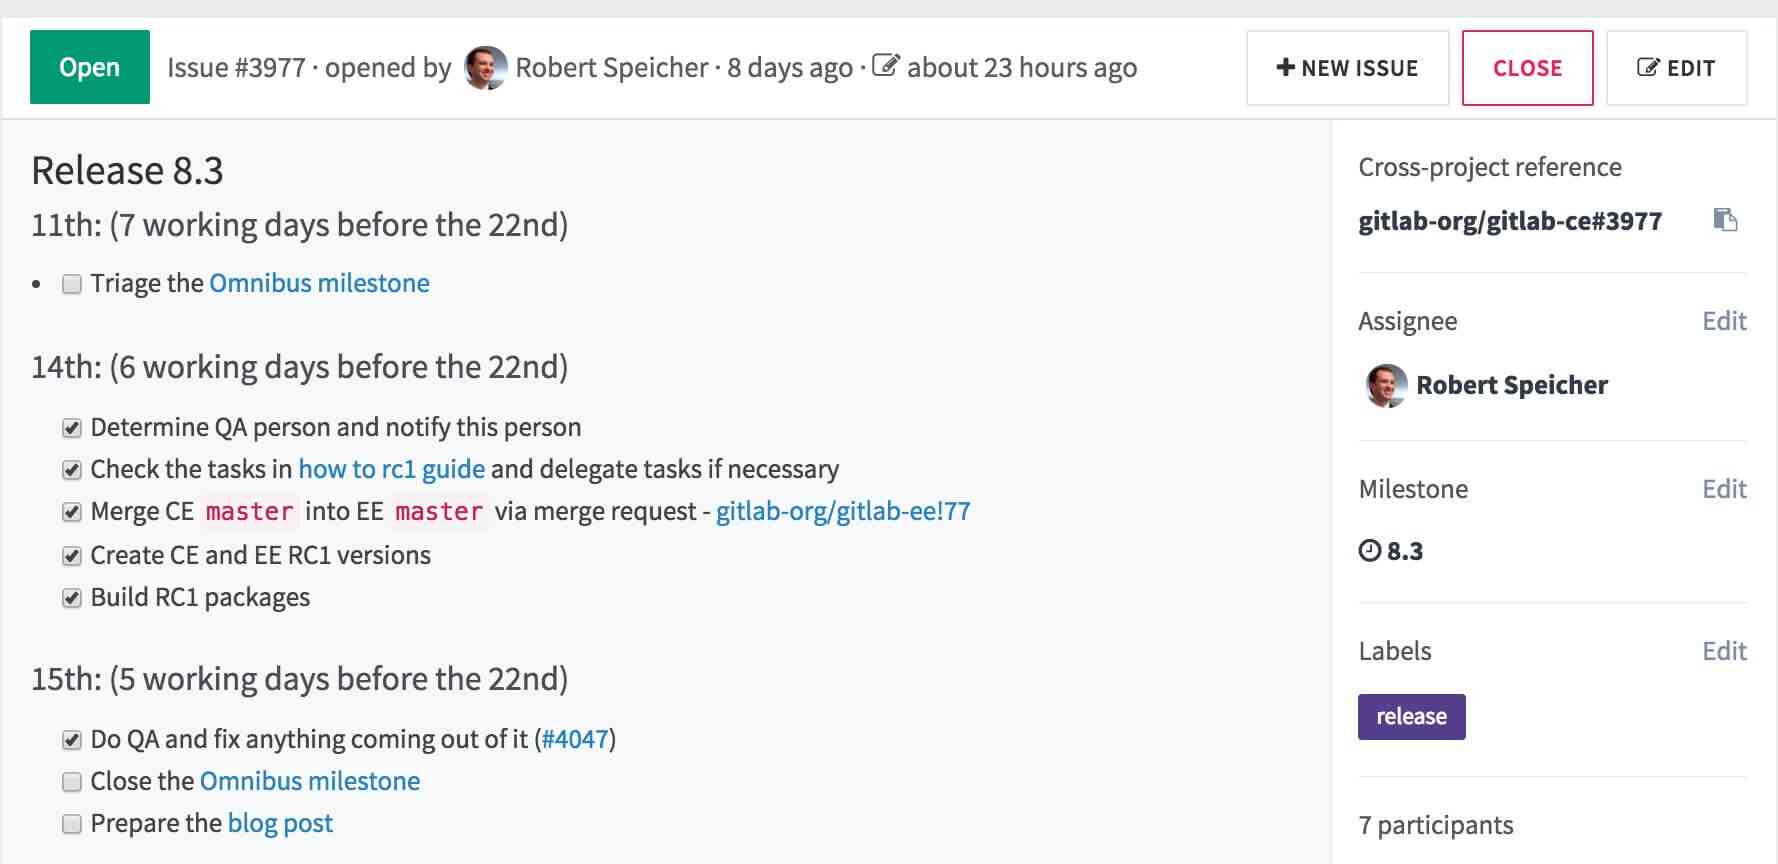 Open Issue #3977 · opened by Robert Speicher · 8 days ago · about 23 hours ago
NEW ISSUE
CLOSE
EDIT
Release 8.3
11th: (7 working days before the 22nd)
• Triage the Omnibus milestone
14th: (6 working days before the 22nd)
Determine QA person and notify this person
Check the tasks in how to rc1 guide and delegate tasks if necessary
Merge CE master into EE master via merge request - gitlab-org/gitlab-ee!77
Create CE and EE RC1 versions
Build RC1 packages
15th: (5 working days before the 22nd)
Do QA and fix anything coming out of it (#4047)
Close the Omnibus milestone
Prepare the blog post
Cross-project reference
gitlab-org/gitlab-ce#3977
Assignee Edit
Robert Speicher
Milestone Edit
8.3
Labels Edit
release
7 participants